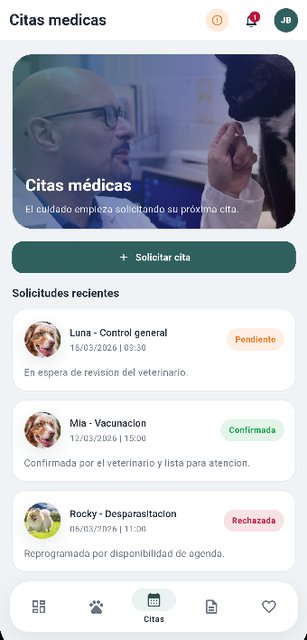 Citas medicas
1
JB
Citas médicas
El cuidado empieza solicitando su próxima cita.
+ Solicitar cita
Solicitudes recientes
Luna - Control general
18/03/2026 | 09:30
Pendiente
En espera de revision del veterinario.
Mia - Vacunacion
12/03/2026 | 15:00
Confirmada
Confirmada por el veterinario y lista para atencion.
Rocky - Desparasitacion
06/03/2026 | 11:00
Rechazada
Reprogramada por disponibilidad de agenda.
Citas